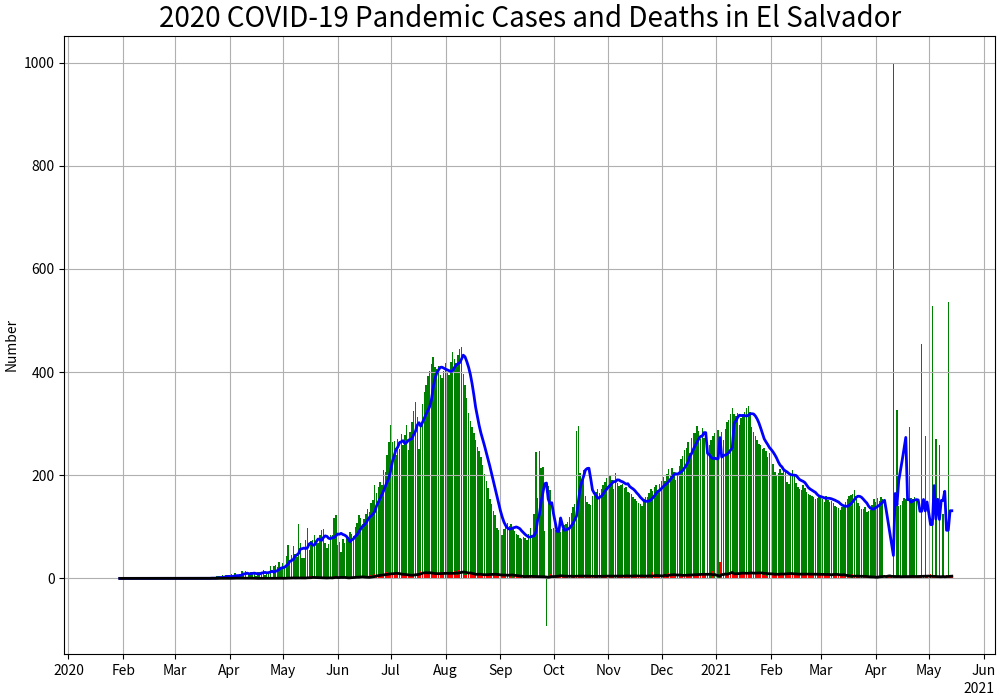 2020 COVID-19 Pandemic Cases and Deaths in El Salvador
Number
1000
800
600
400
200
0
2020 Feb Mar Apr May Jun Jul Aug Sep Oct Nov Dec 2021 Feb Mar Apr May Jun
2021